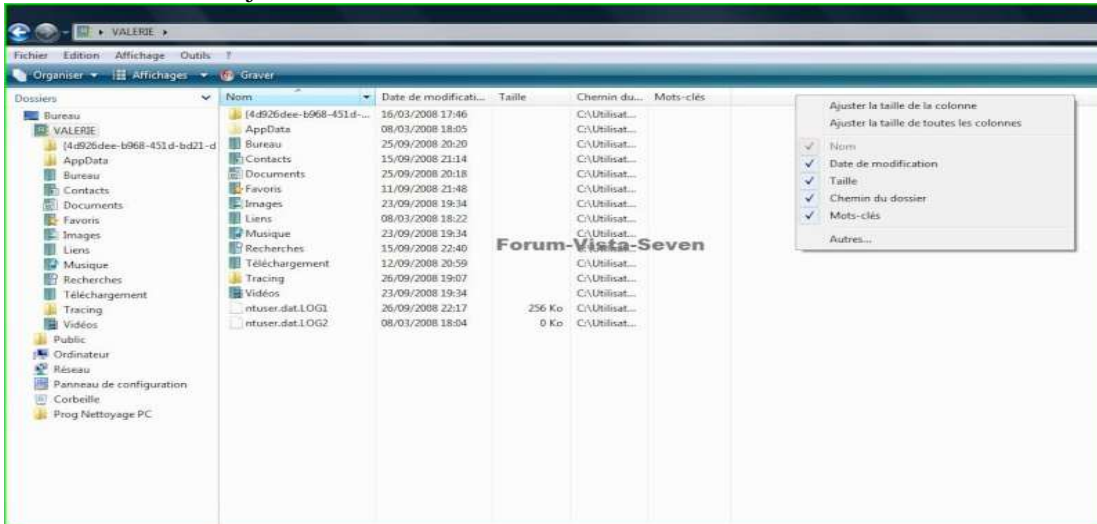 VALERIE
Fichier Edition Affichage Outils ?
Organiser Affichages Graver
Dossiers
Bureau
VALERIE
{4d926dee-b968-451d-bd21-d
AppData
Bureau
Contacts
Documents
Favoris
Images
Liens
Musique
Recherches
Téléchargement
Tracing
Vidéos
Public
Ordinateur
Réseau
Panneau de configuration
Corbeille
Prog Nettoyage PC
Nom Date de modificati... Taille Chemin du... Mots-clés
{4d926dee-b968-451d-... 16/03/2008 17:46 C:\Utilisat...
AppData 08/03/2008 18:05 C:\Utilisat...
Bureau 25/09/2008 20:20 C:\Utilisat...
Contacts 15/09/2008 21:14 C:\Utilisat...
Documents 25/09/2008 20:18 C:\Utilisat...
Favoris 11/09/2008 21:48 C:\Utilisat...
Images 23/09/2008 19:34 C:\Utilisat...
Liens 08/03/2008 18:22 C:\Utilisat...
Musique 23/09/2008 19:34 C:\Utilisat...
Recherches 15/09/2008 22:40
Forum-Vista-Seven
Téléchargement 12/09/2008 20:59 C:\Utilisat...
Tracing 26/09/2008 19:07 C:\Utilisat...
Vidéos 23/09/2008 19:34 C:\Utilisat...
ntuser.dat.LOG1 26/09/2008 22:17 256 Ko C:\Utilisat...
ntuser.dat.LOG2 08/03/2008 18:04 0 Ko C:\Utilisat...
Ajuster la taille de la colonne
Ajuster la taille de toutes les colonnes
Nom
Date de modification
Taille
Chemin du dossier
Mots-clés
Autres...